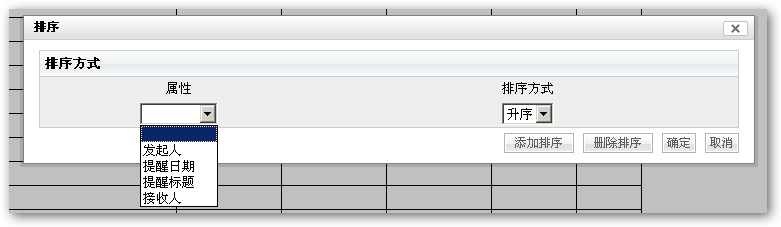 排序
排序方式
属性 排序方式
升序
发起人
提醒日期
提醒标题
接收人
添加排序 删除排序 确定 取消